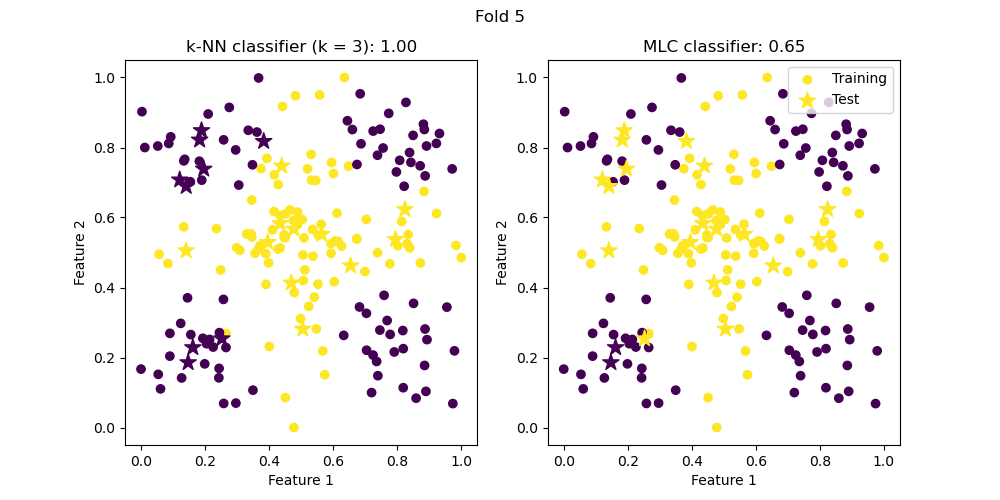 Fold 5
k-NN classifier (k = 3): 1.00
MLC classifier: 0.65
Training
Test
Feature 2
1.0
0.8
0.6
0.4
0.2
0.0
0.0 0.2 0.4 0.6 0.8 1.0
Feature 1
Feature 2
1.0
0.8
0.6
0.4
0.2
0.0
0.0 0.2 0.4 0.6 0.8 1.0
Feature 1